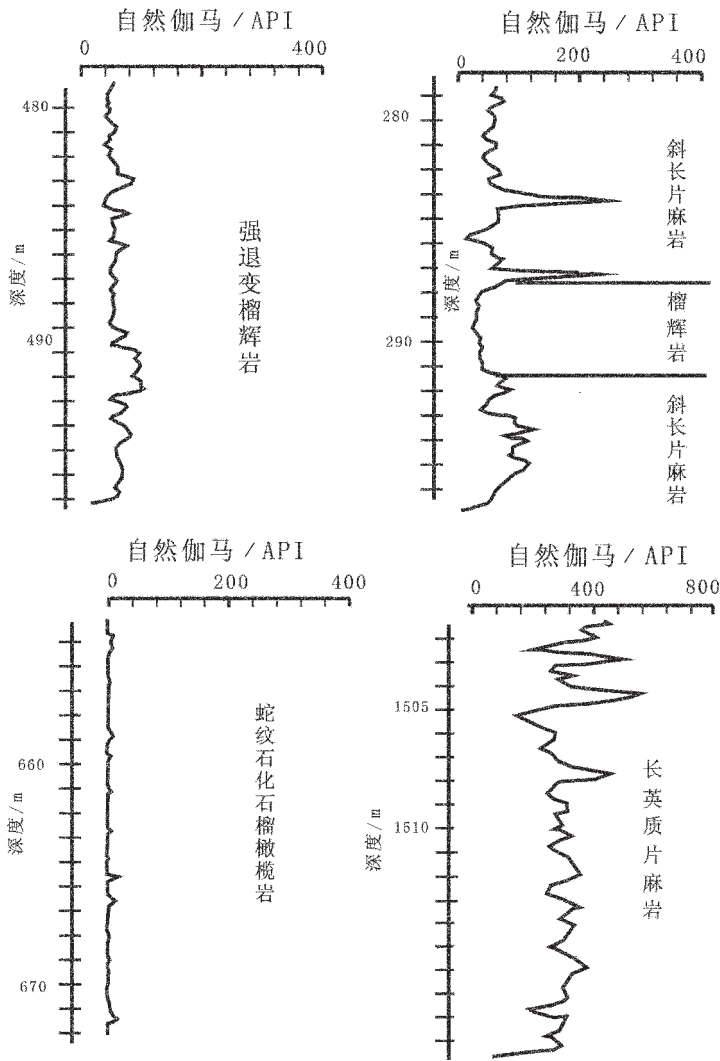 自然伽马 / API
0 400
480
490
深度/m
强退变榴辉岩
自然伽马 / API
0 200 400
280
290
深度/m
斜长片麻岩
榴辉岩
斜长片麻岩
自然伽马 / API
0 200 400
660
670
深度/m
蛇纹石化石榴橄榄岩
自然伽马 / API
0 400 800
1505
1510
深度/m
长英质片麻岩